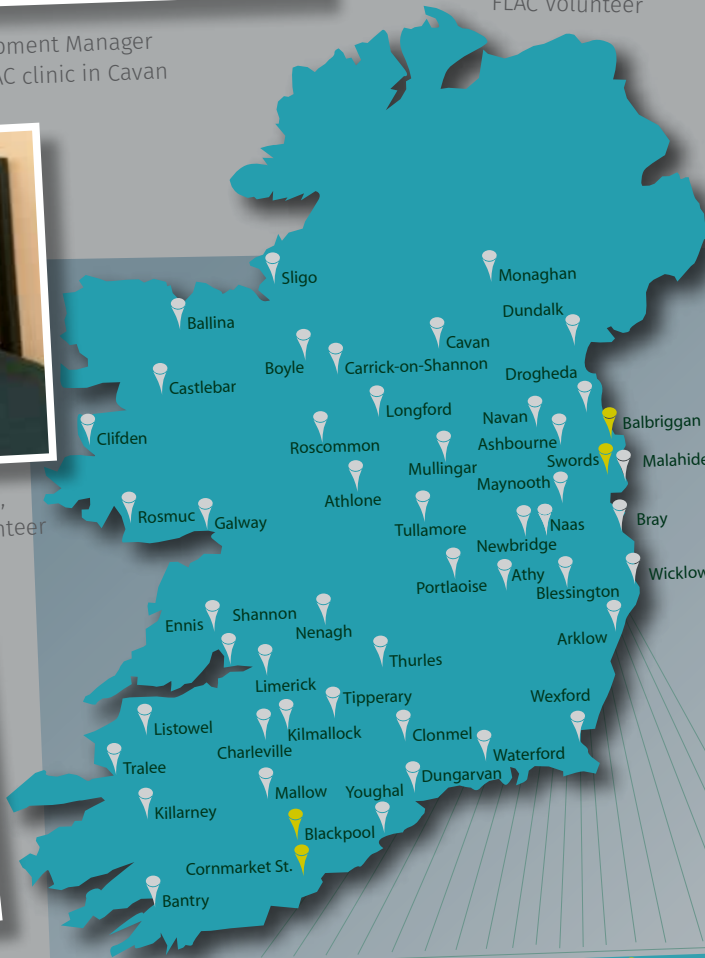 FLAC Volunteer
pment Manager
AC clinic in Cavan
nteer
Sligo
Monaghan
Dundalk
Ballina
Cavan
Boyle
Carrick-on-Shannon
Drogheda
Castlebar
Longford
Navan
Balbriggan
Clifden
Roscommon
Ashbourne
Mullingar
Swords
Malahide
Maynooth
Athlone
Rosmuc
Galway
Tullamore
Naas
Bray
Newbridge
Portlaoise
Athy
Blessington
Wicklow
Ennis
Shannon
Nenagh
Arklow
Thurles
Limerick
Tipperary
Wexford
Listowel
Kilmallock
Clonmel
Charleville
Waterford
Tralee
Dungarvan
Mallow
Youghal
Killarney
Blackpool
Cornmarket St.
Bantry